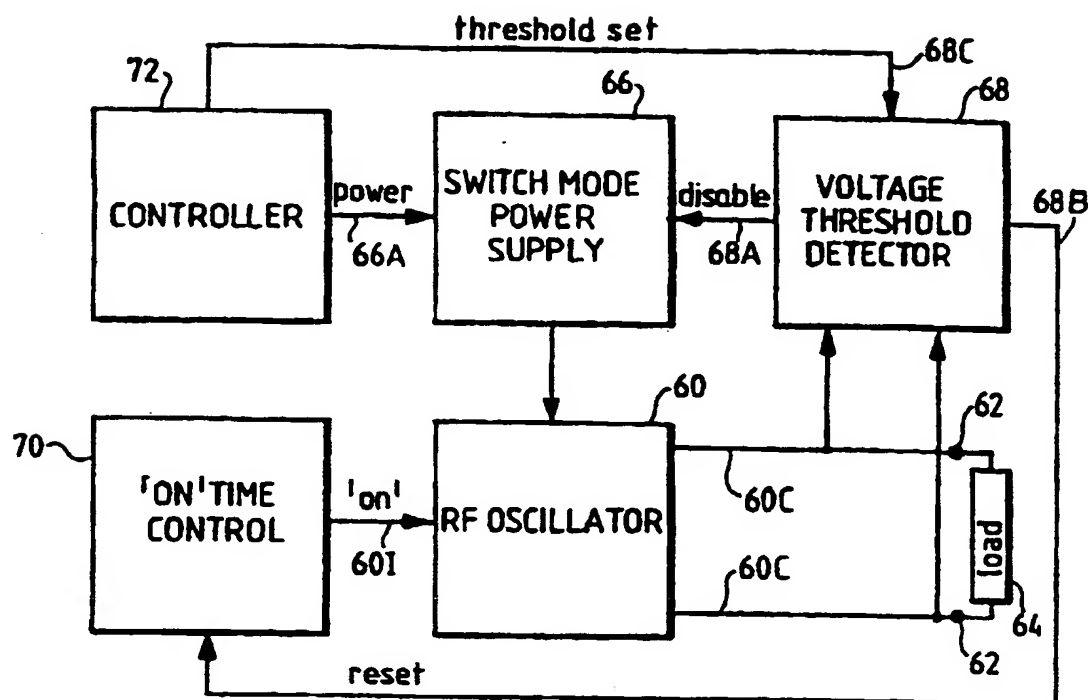 threshold set
68C
72
66
68
CONTROLLER
power
66A
SWITCH MODE
POWER
SUPPLY
disable
68A
VOLTAGE
THRESHOLD
DETECTOR
68B
70
'ON' TIME
CONTROL
'on'
60I
60
RF OSCILLATOR
60C
60C
62
load
64
62
reset